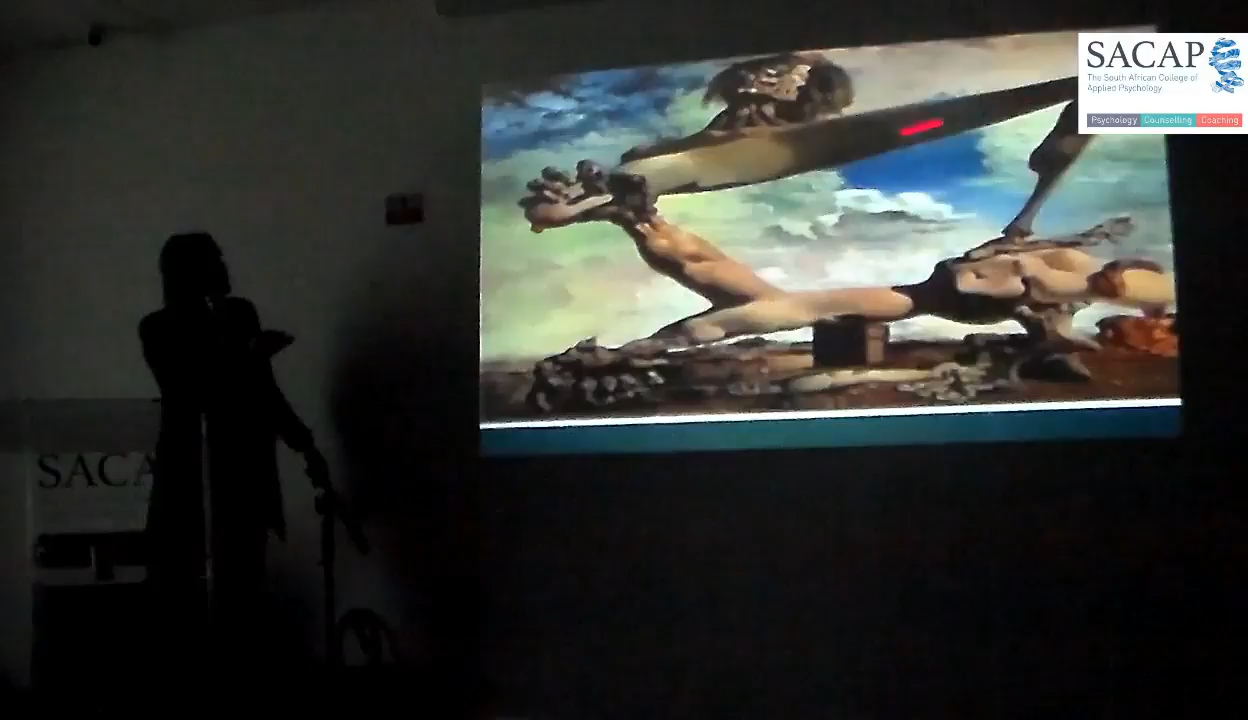 SACAP
The South African College of
Applied Psychology
Psychology Counselling Coaching
SACA